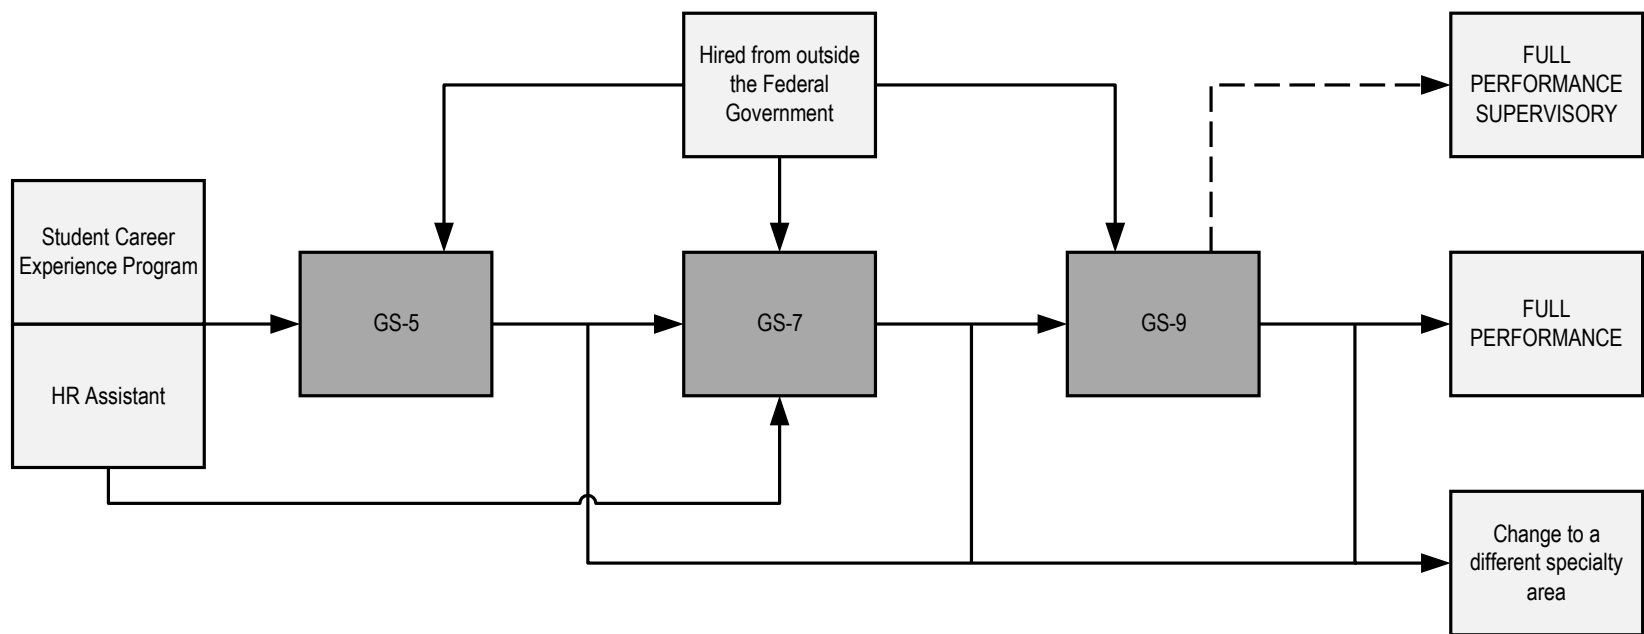 Hired from outside
the Federal
Government
FULL
PERFORMANCE
SUPERVISORY
Student Career
Experience Program
HR Assistant
GS-5
GS-7
GS-9
FULL
PERFORMANCE
Change to a
different specialty
area